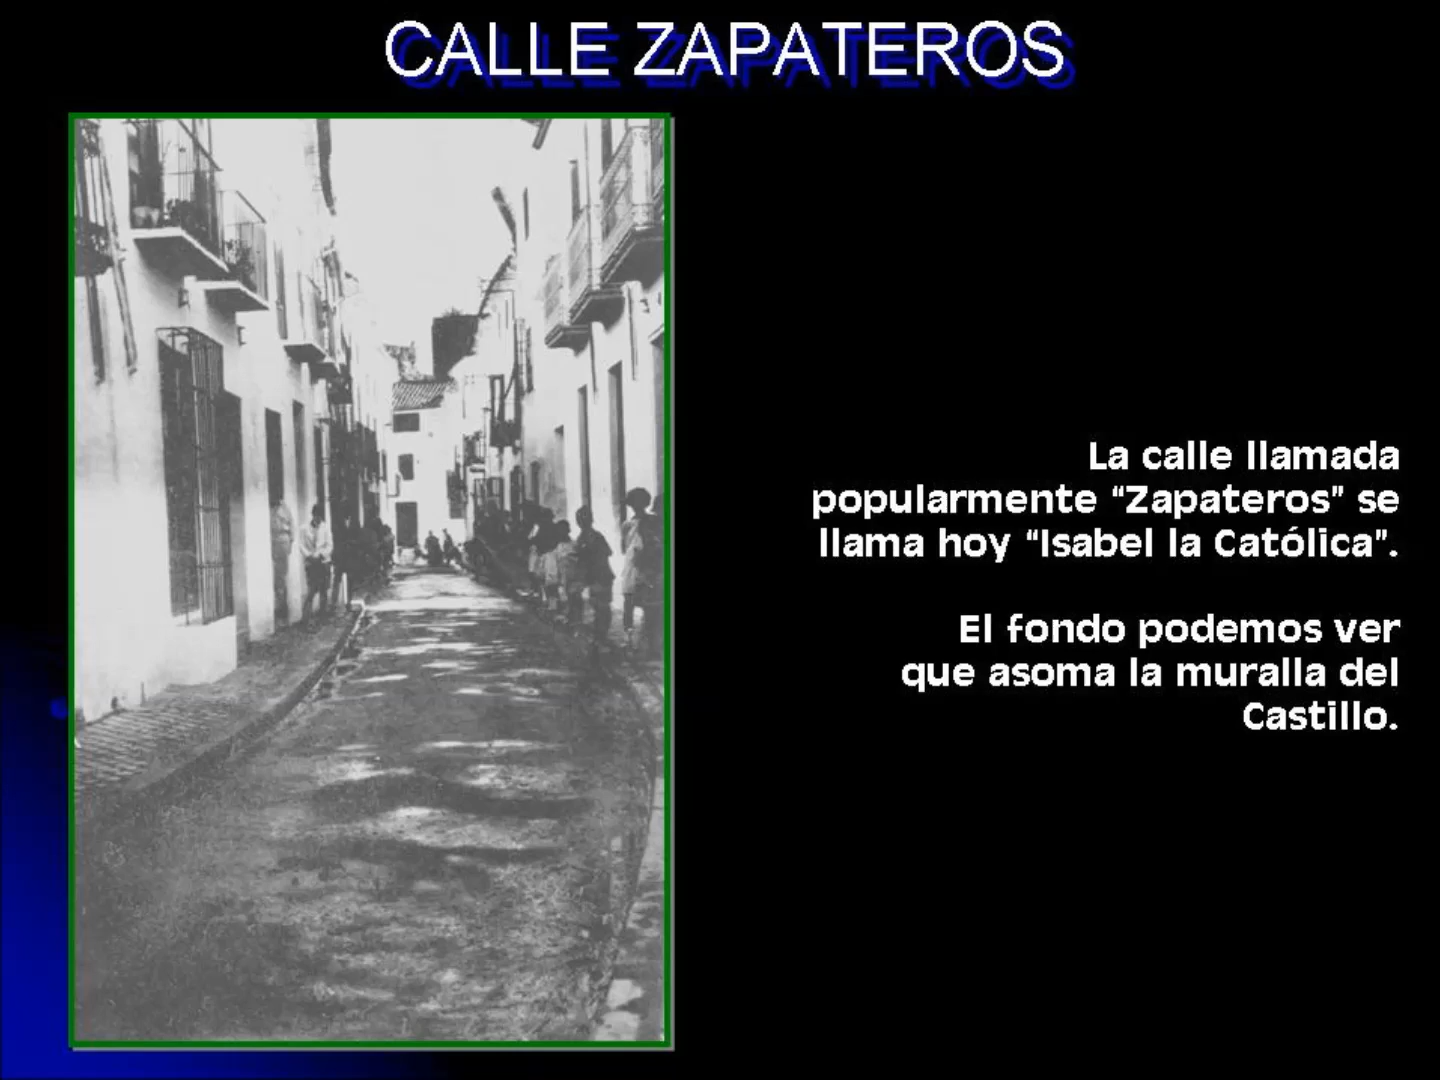 CALLE ZAPATEROS
La calle llamada
popularmente “Zapateros” se
llama hoy “Isabel la Católica”.
El fondo podemos ver
que asoma la muralla del
Castillo.